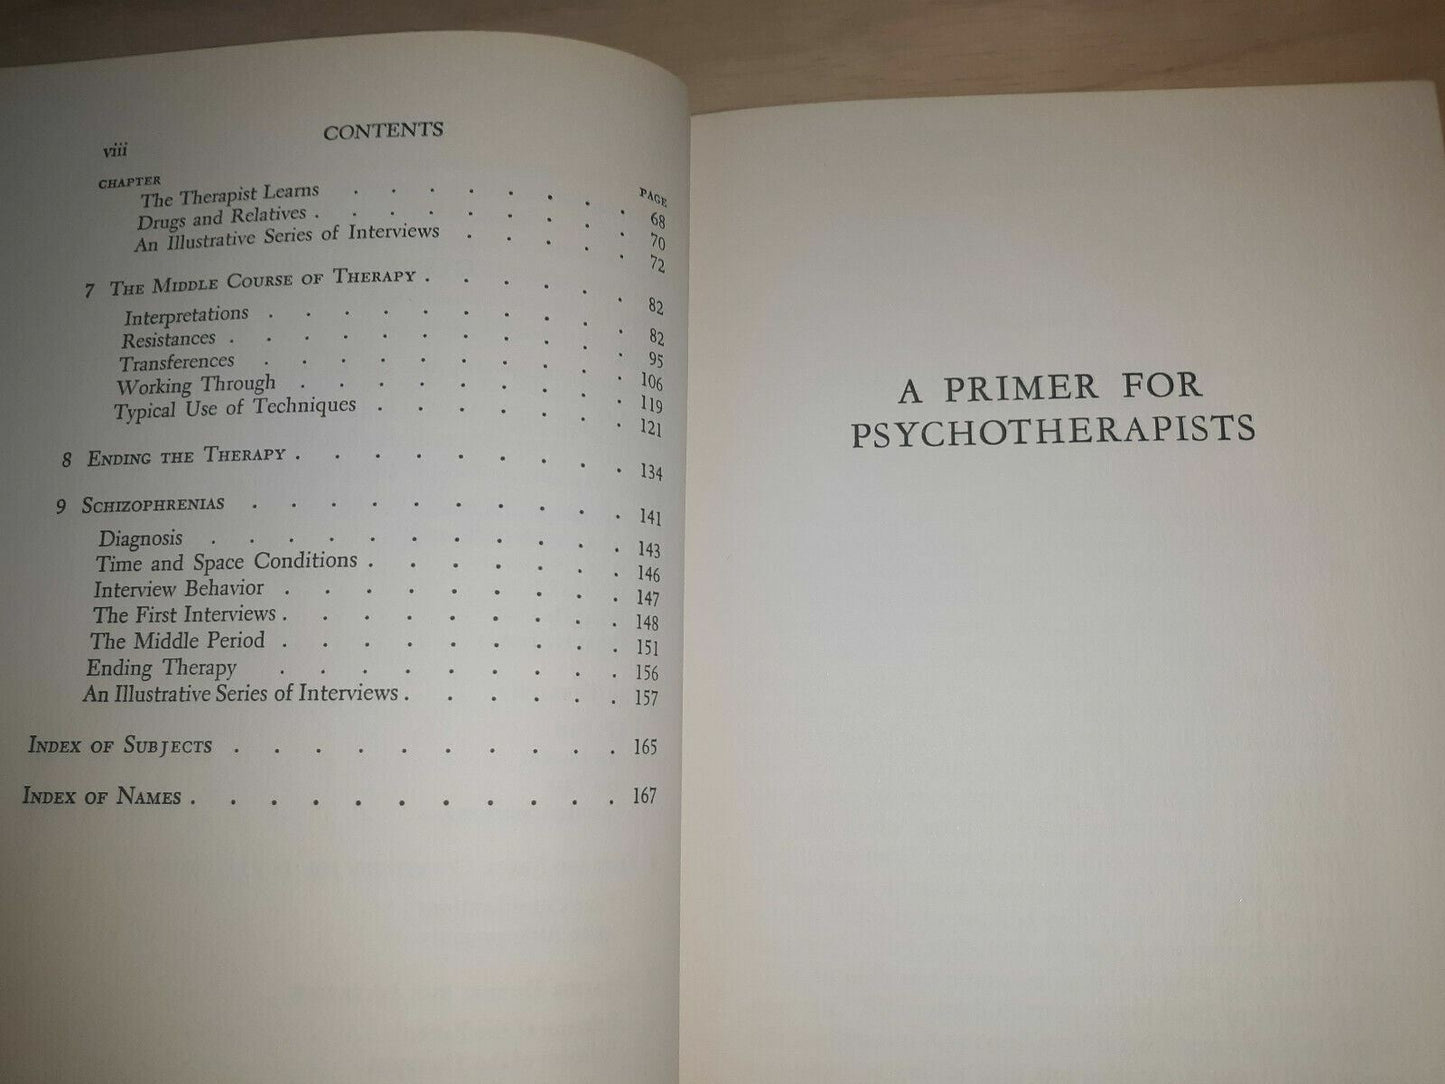 viii CONTENTS
CHAPTER PAGE
The Therapist Learns . . . . . . . . 68
Drugs and Relatives . . . . . . . . . 70
An Illustrative Series of Interviews . . . . . 72
7 THE MIDDLE COURSE OF THERAPY . . . . . . 82
Interpretations . . . . . . . . . . 82
Resistances . . . . . . . . . . . 95
Transferences . . . . . . . . . . 106
Working Through . . . . . . . . . 119
Typical Use of Techniques . . . . . . . 121
8 ENDING THE THERAPY . . . . . . . . . 134
9 SCHIZOPHRENIAS . . . . . . . . . . 141
Diagnosis . . . . . . . . . . . 143
Time and Space Conditions . . . . . . . 146
Interview Behavior . . . . . . . . . 147
The First Interviews . . . . . . . . . 148
The Middle Period . . . . . . . . . 151
Ending Therapy . . . . . . . . . 156
An Illustrative Series of Interviews . . . . . . 157
INDEX OF SUBJECTS . . . . . . . . . . 165
INDEX OF NAMES . . . . . . . . . . . 167
A PRIMER FOR
PSYCHOTHERAPISTS